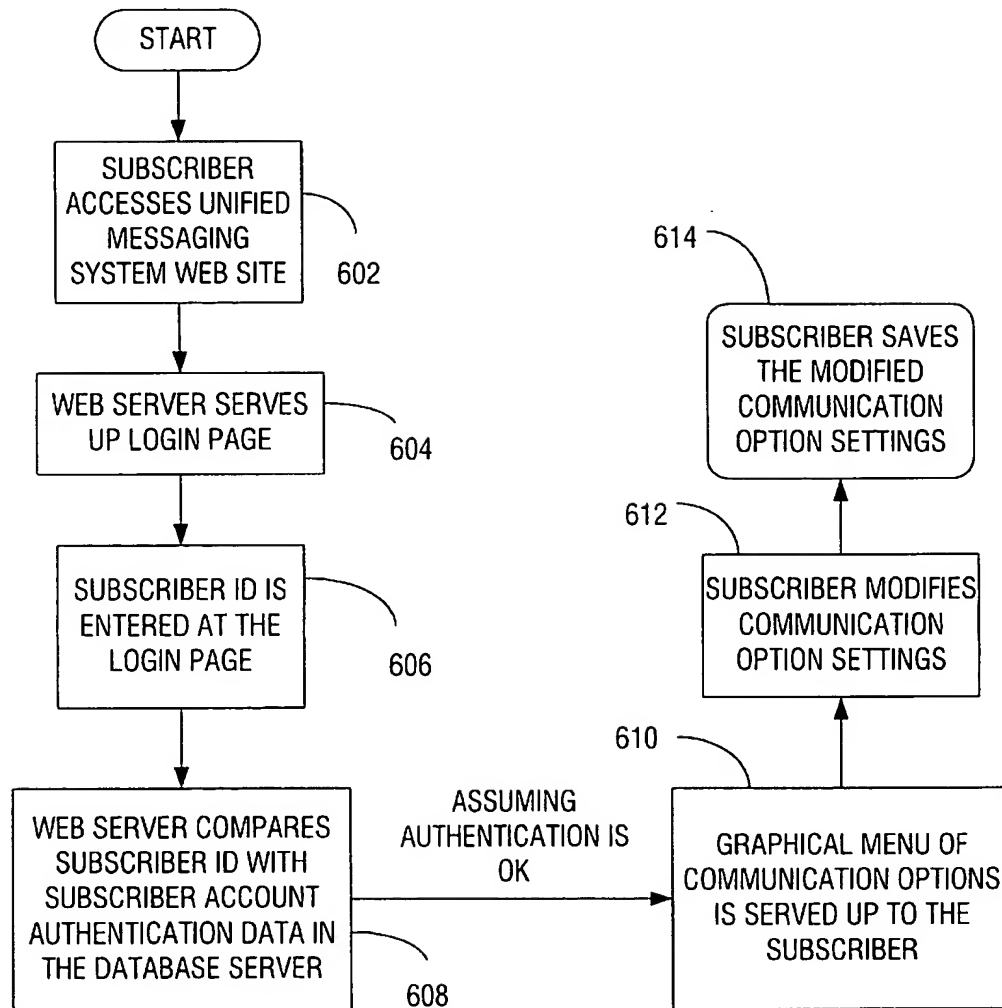 START
SUBSCRIBER
ACCESSES UNIFIED
MESSAGING
SYSTEM WEB SITE
602
WEB SERVER SERVES
UP LOGIN PAGE
604
SUBSCRIBER ID IS
ENTERED AT THE
LOGIN PAGE
606
WEB SERVER COMPARES
SUBSCRIBER ID WITH
SUBSCRIBER ACCOUNT
AUTHENTICATION DATA IN
THE DATABASE SERVER
608
ASSUMING
AUTHENTICATION IS
OK
610
GRAPHICAL MENU OF
COMMUNICATION OPTIONS
IS SERVED UP TO THE
SUBSCRIBER
612
SUBSCRIBER MODIFIES
COMMUNICATION
OPTION SETTINGS
614
SUBSCRIBER SAVES
THE MODIFIED
COMMUNICATION
OPTION SETTINGS